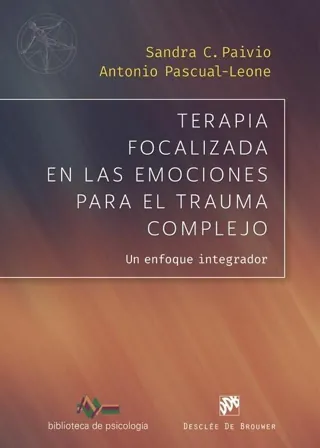 Sandra C. Paivio
Antonio Pascual-Leone
TERAPIA
FOCALIZADA
EN LAS EMOCIONES
PARA EL TRAUMA
COMPLEJO
Un enfoque integrador
biblioteca de psicología
DESCLÉE DE BROUWER